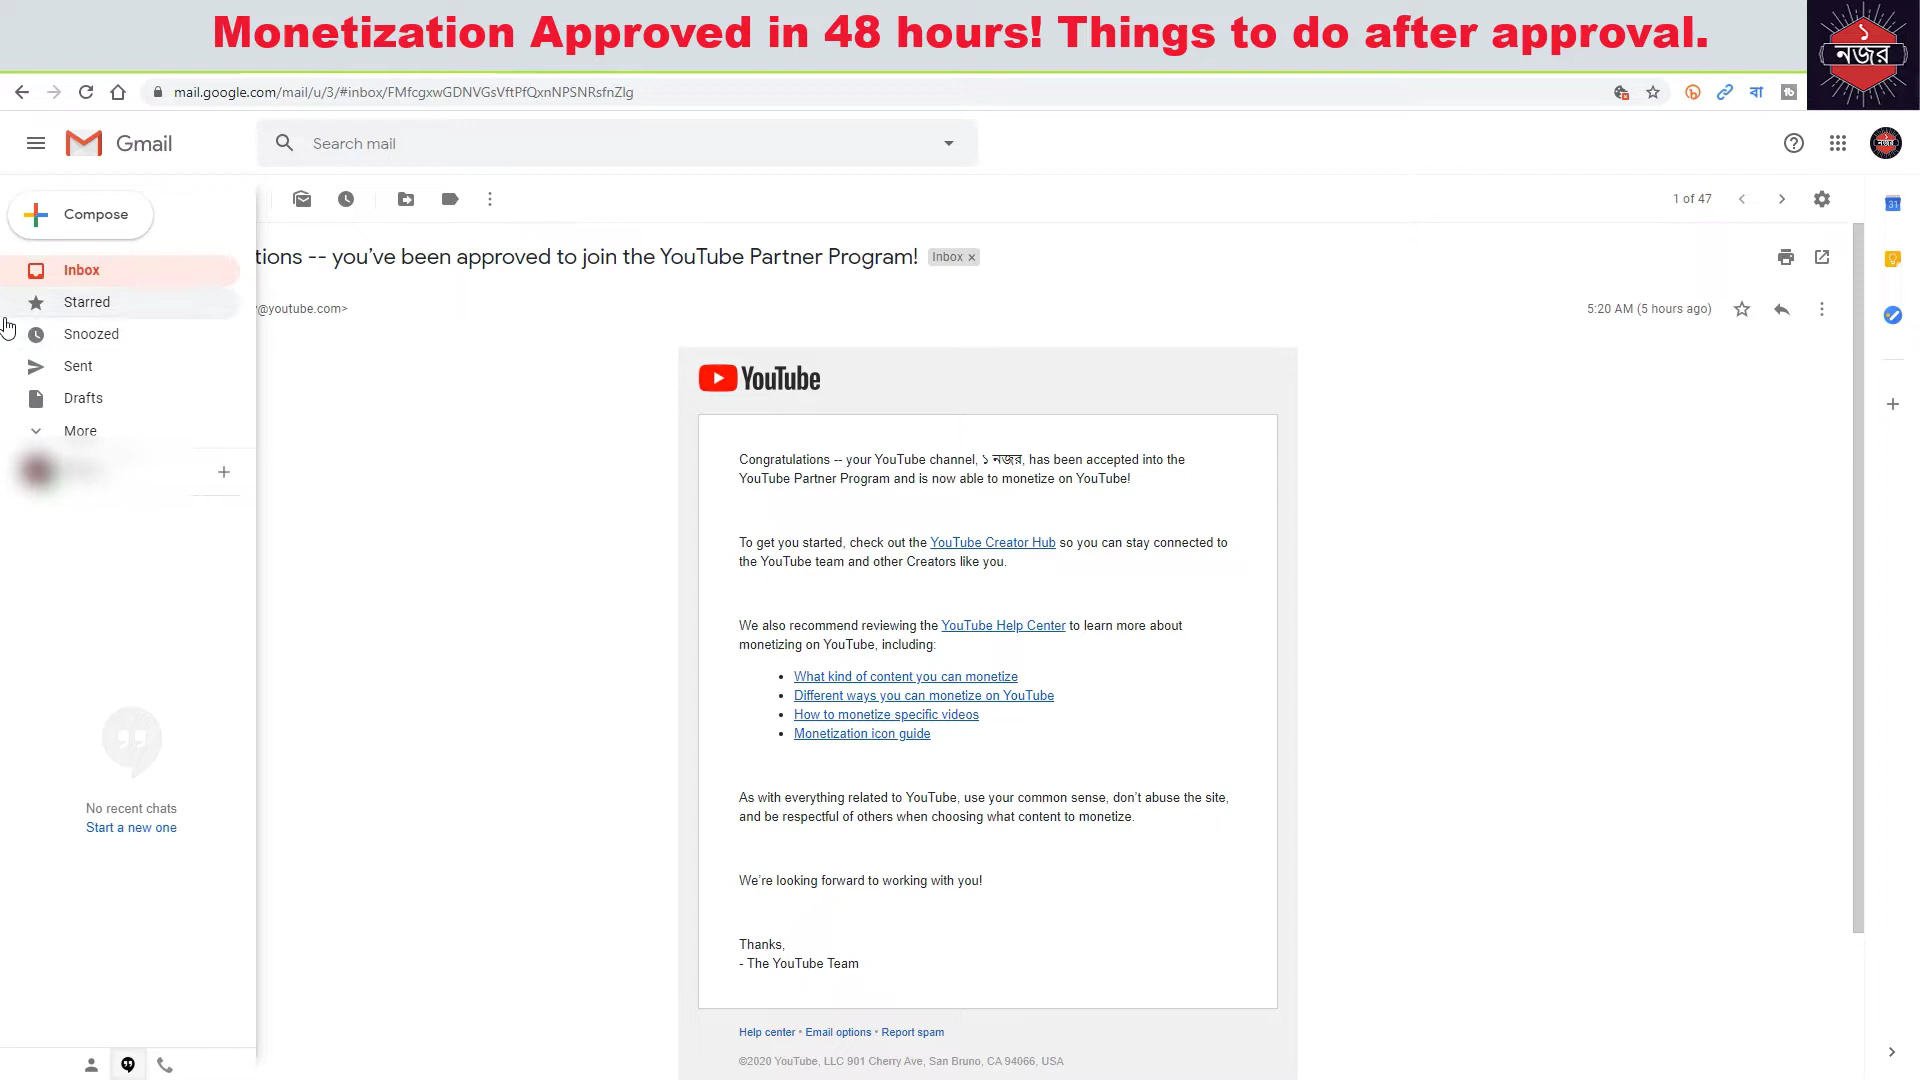 Monetization Approved in 48 hours! Things to do after approval.
১
নজর
mail.google.com/mail/u/3/#inbox/FMfcgxwGDNVGsVftPfQxnNPSNRsfnZlg
বা
Gmail
Search mail
Compose
1 of 47
31
tions -- you’ve been approved to join the YouTube Partner Program!
Inbox ×
Inbox
Starred
@youtube.com>
5:20 AM (5 hours ago)
Snoozed
Sent
Drafts
More
YouTube
Congratulations -- your YouTube channel, ১ নজর, has been accepted into the
YouTube Partner Program and is now able to monetize on YouTube!
To get you started, check out the YouTube Creator Hub so you can stay connected to
the YouTube team and other Creators like you.
We also recommend reviewing the YouTube Help Center to learn more about
monetizing on YouTube, including:
• What kind of content you can monetize
• Different ways you can monetize on YouTube
• How to monetize specific videos
• Monetization icon guide
As with everything related to YouTube, use your common sense, don’t abuse the site,
and be respectful of others when choosing what content to monetize.
No recent chats
Start a new one
We’re looking forward to working with you!
Thanks,
- The YouTube Team
Help center • Email options • Report spam
©2020 YouTube, LLC 901 Cherry Ave, San Bruno, CA 94066, USA